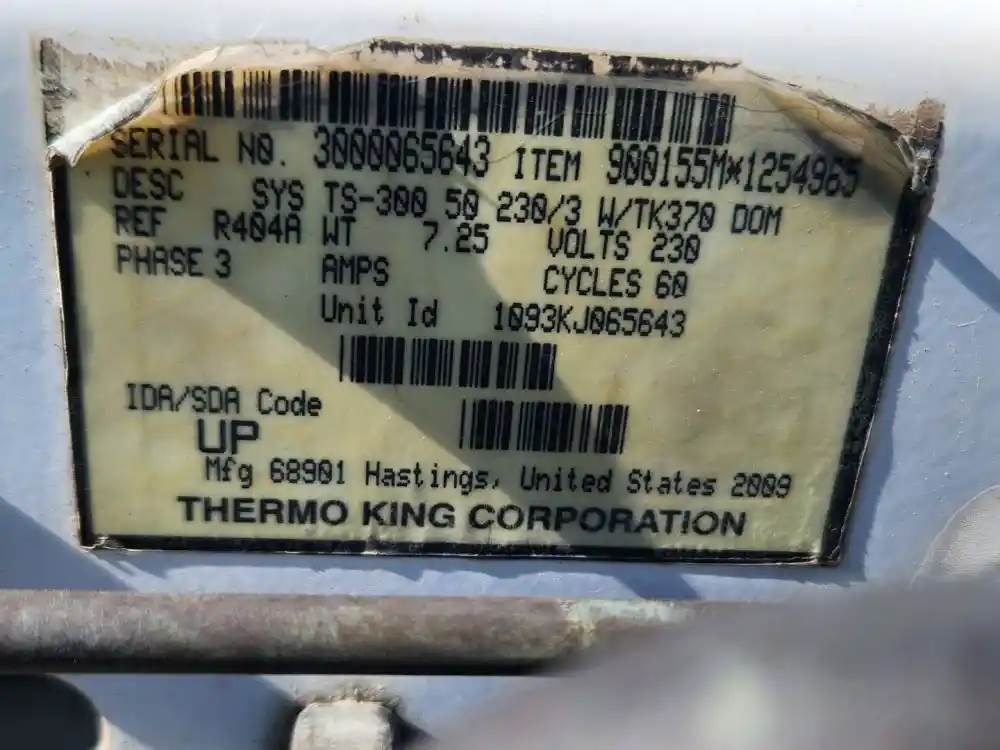 SERIAL NO. 3000065643 ITEM 900155M*1254965
DESC SYS TS-300 50 230/3 W/TK370 DOM
REF R404A WT 7.25 VOLTS 230
PHASE 3 AMPS CYCLES 60
Unit Id 1093KJ065643
IDA/SDA Code
UP
Mfg 68901 Hastings, United States 2009
THERMO KING CORPORATION